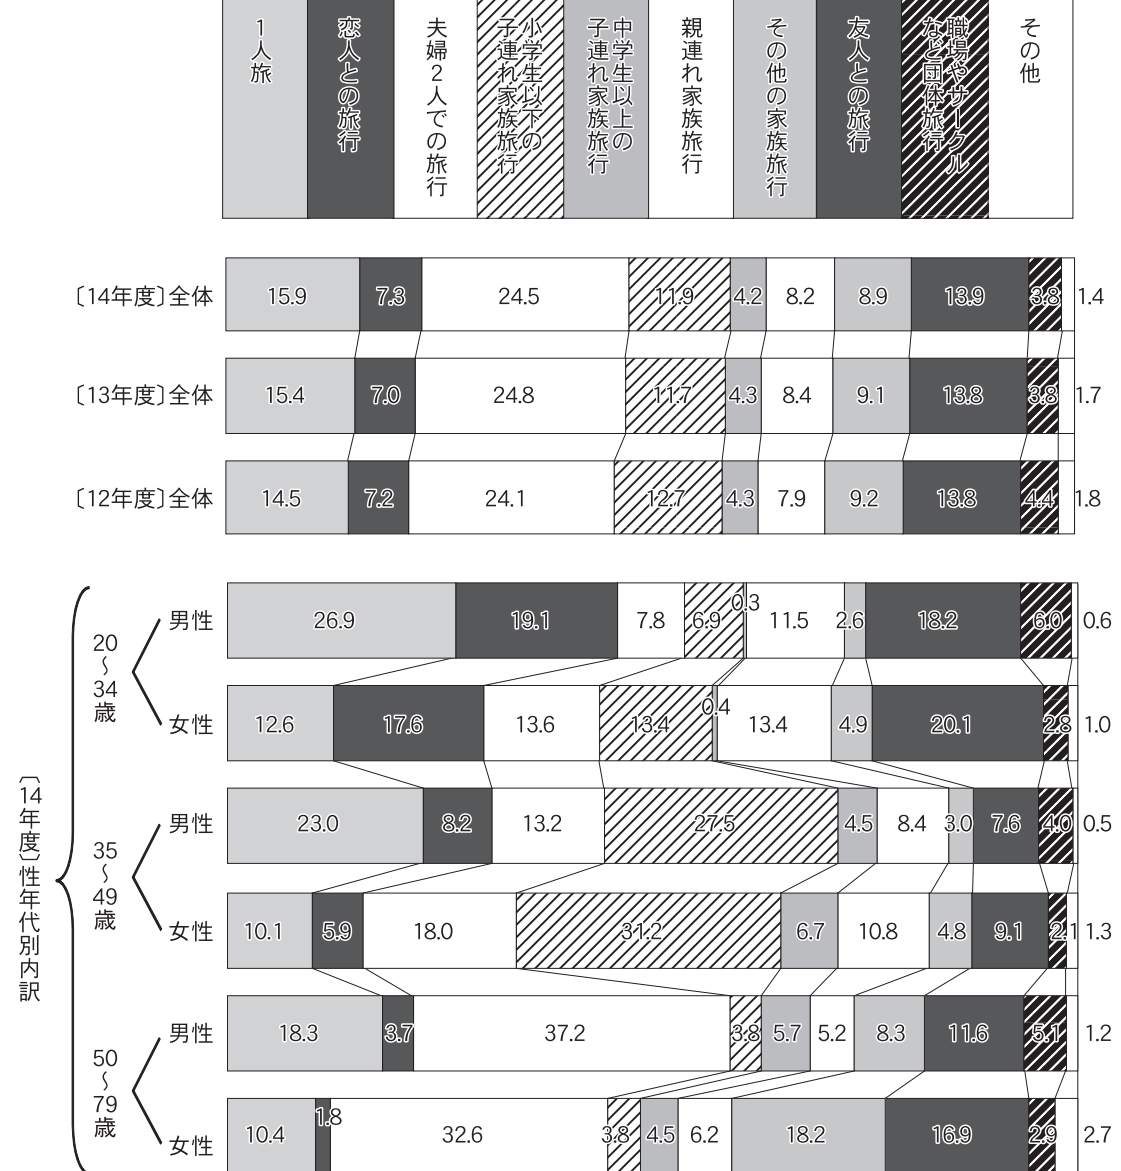 1人旅
恋人との旅行
夫婦2人での旅行
小学生以下の
子連れ家族旅行
中学生以上の
子連れ家族旅行
親連れ家族旅行
その他の家族旅行
友人との旅行
職場やサークル
など団体旅行
その他
〔14年度〕全体 15.9 7.3 24.5 11.9 4.2 8.2 8.9 13.9 3.8 1.4
〔13年度〕全体 15.4 7.0 24.8 11.7 4.3 8.4 9.1 13.8 3.8 1.7
〔12年度〕全体 14.5 7.2 24.1 12.7 4.3 7.9 9.2 13.8 4.4 1.8
〔14年度〕性年代別内訳
20〜34歳
男性 26.9 19.1 7.8 6.9 0.3 11.5 2.6 18.2 6.0 0.6
女性 12.6 17.6 13.6 13.4 0.4 13.4 4.9 20.1 2.8 1.0
35〜49歳
男性 23.0 8.2 13.2 27.5 4.5 8.4 3.0 7.6 4.0 0.5
女性 10.1 5.9 18.0 31.2 6.7 10.8 4.8 9.1 2.1 1.3
50〜79歳
男性 18.3 3.7 37.2 3.8 5.7 5.2 8.3 11.6 5.1 1.2
女性 10.4 1.8 32.6 3.8 4.5 6.2 18.2 16.9 2.9 2.7